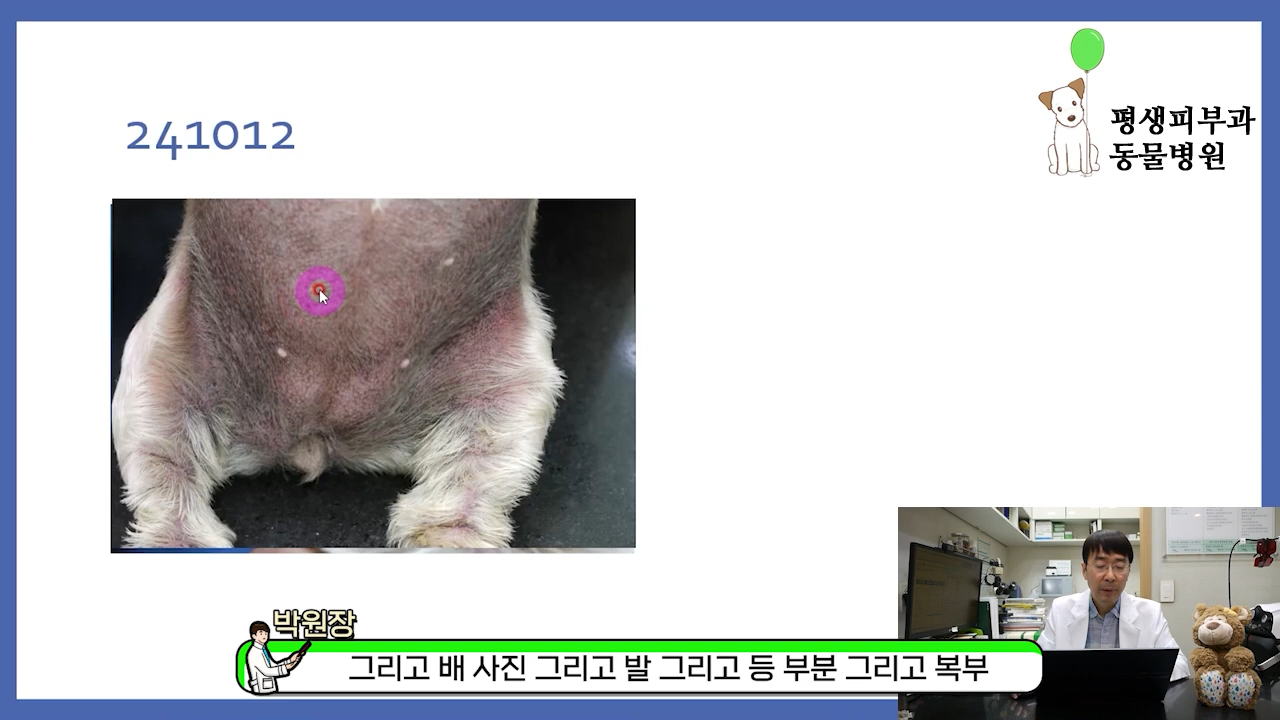 241012
평생피부과
동물병원
박원장
그리고 배 사진 그리고 발 그리고 등 부분 그리고 복부